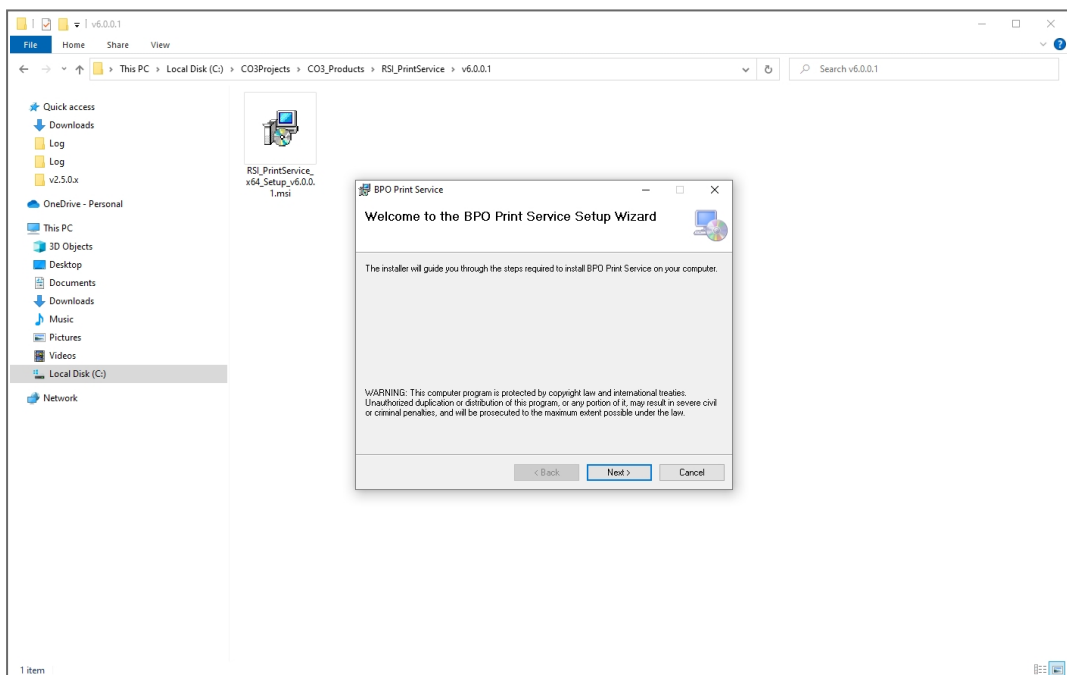 v6.0.0.1
File Home Share View
This PC > Local Disk (C:) > CO3Projects > CO3_Products > RSI_PrintService > v6.0.0.1
Search v6.0.0.1
Quick access
Downloads
Log
Log
v2.5.0.x
OneDrive - Personal
This PC
3D Objects
Desktop
Documents
Downloads
Music
Pictures
Videos
Local Disk (C:)
Network
RSI_PrintService_
x64_Setup_v6.0.0.
1.msi
BPO Print Service
Welcome to the BPO Print Service Setup Wizard
The installer will guide you through the steps required to install BPO Print Service on your computer.
WARNING: This computer program is protected by copyright law and international treaties.
Unauthorized duplication or distribution of this program, or any portion of it, may result in severe civil
or criminal penalties, and will be prosecuted to the maximum extent possible under the law.
< Back Next > Cancel
1 item